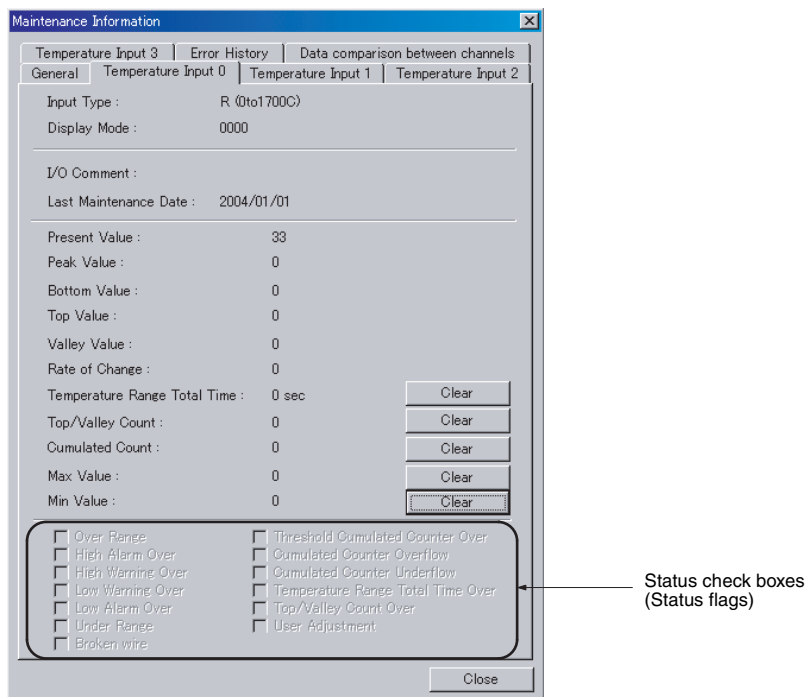 Maintenance Information
Temperature Input 3 Error History Data comparison between channels
General Temperature Input 0 Temperature Input 1 Temperature Input 2
Input Type : R (0to1700C)
Display Mode : 0000
I/O Comment :
Last Maintenance Date : 2004/01/01
Present Value : 33
Peak Value : 0
Bottom Value : 0
Top Value : 0
Valley Value : 0
Rate of Change : 0
Temperature Range Total Time : 0 sec Clear
Top/Valley Count : 0 Clear
Cumulated Count : 0 Clear
Max Value : 0 Clear
Min Value : 0 Clear
Over Range Threshold Cumulated Counter Over
High Alarm Over Cumulated Counter Overflow
High Warning Over Cumulated Counter Underflow
Low Warning Over Temperature Range Total Time Over
Low Alarm Over Top/Valley Count Over
Under Range User Adjustment
Broken wire
Status check boxes
(Status flags)
Close